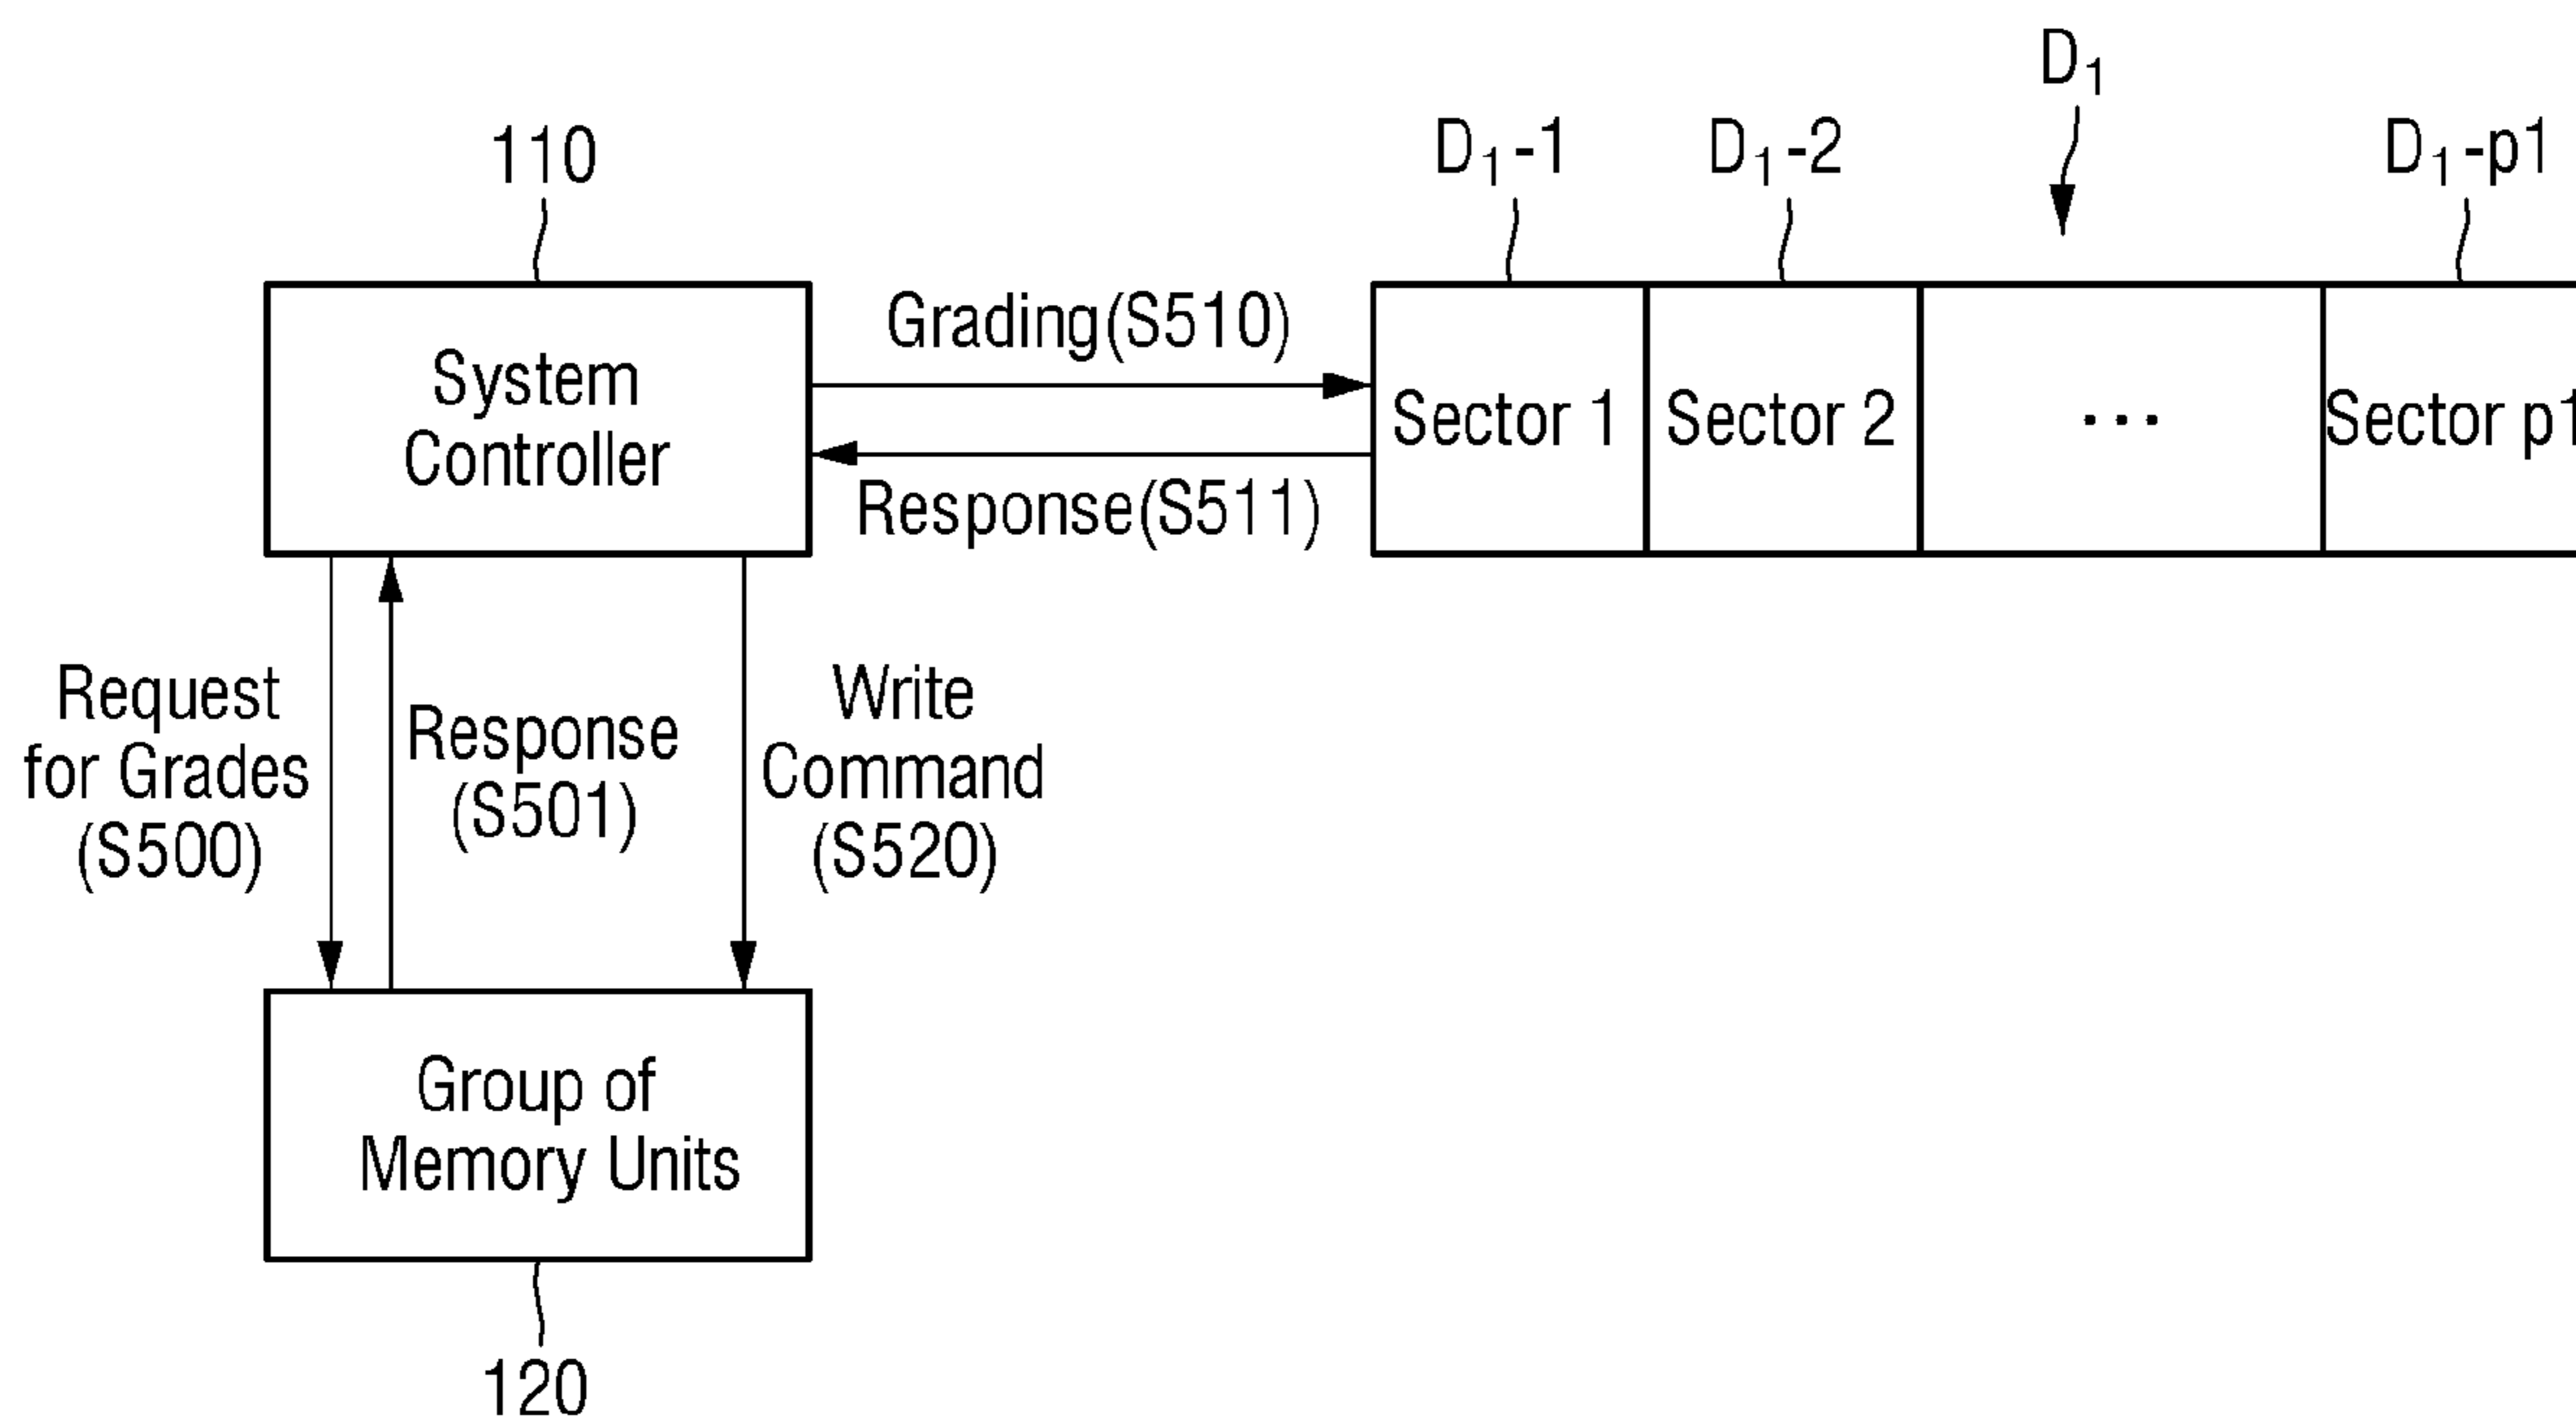 D1
110
D1-1
D1-2
D1-p1
Grading(S510)
System
Controller
Sector 1
Sector 2
...
Sector p1
Response(S511)
Request
for Grades
(S500)
Response
(S501)
Write
Command
(S520)
Group of
Memory Units
120